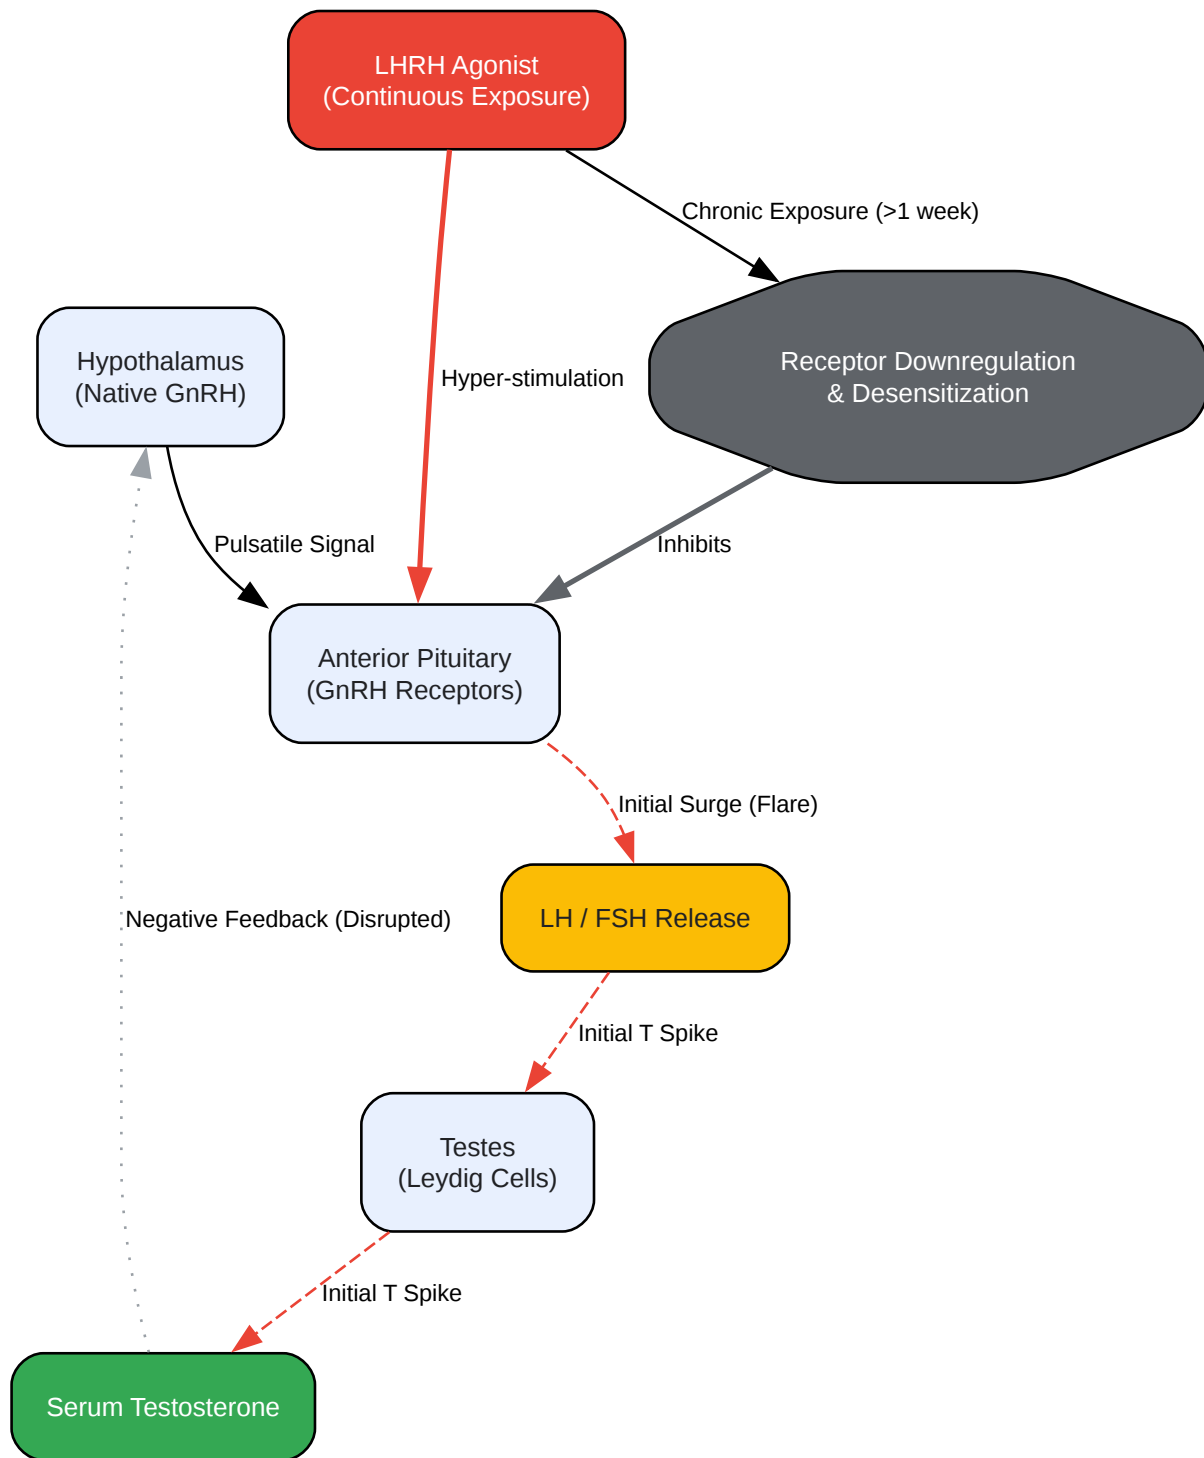 LHRH Agonist
(Continuous Exposure)
Chronic Exposure (>1 week)
Hypothalamus
(Native GnRH)
Hyper-stimulation
Receptor Downregulation
& Desensitization
Pulsatile Signal
Inhibits
Anterior Pituitary
(GnRH Receptors)
Initial Surge (Flare)
LH / FSH Release
Negative Feedback (Disrupted)
Initial T Spike
Testes
(Leydig Cells)
Initial T Spike
Serum Testosterone